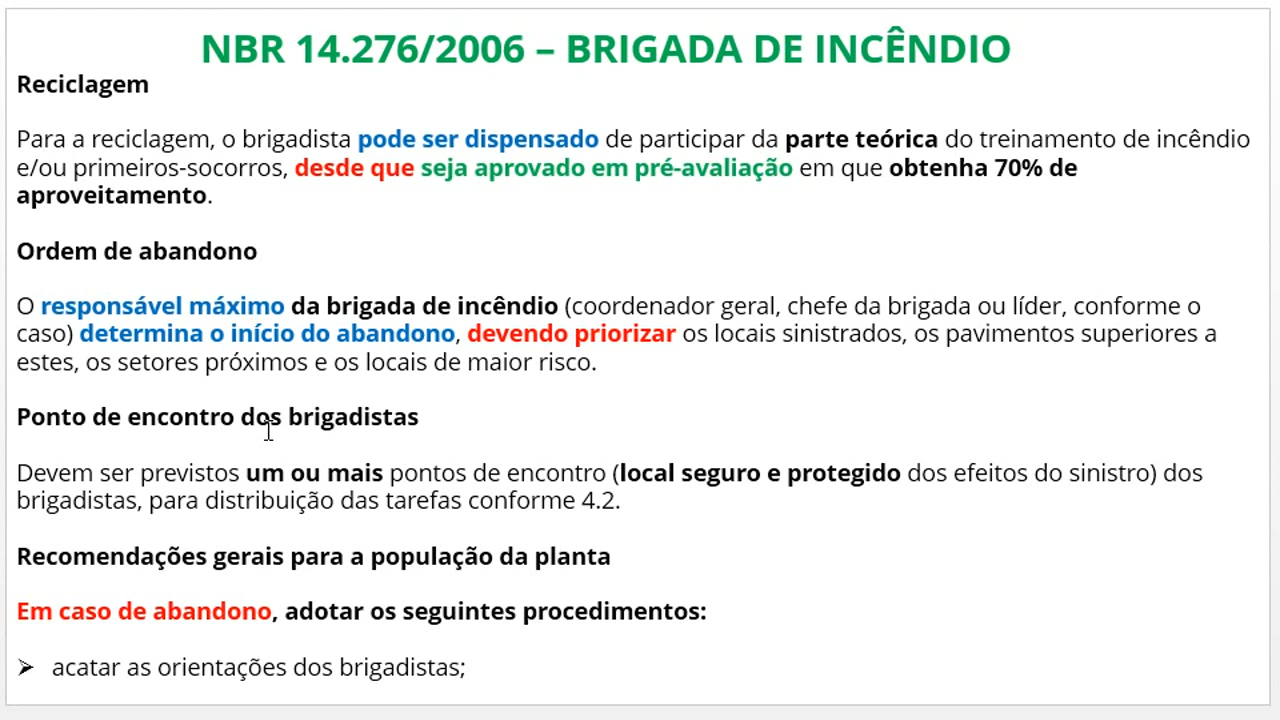 NBR 14.276/2006 – BRIGADA DE INCÊNDIO
Reciclagem
Para a reciclagem, o brigadista pode ser dispensado de participar da parte teórica do treinamento de incêndio
e/ou primeiros-socorros, desde que seja aprovado em pré-avaliação em que obtenha 70% de
aproveitamento.
Ordem de abandono
O responsável máximo da brigada de incêndio (coordenador geral, chefe da brigada ou líder, conforme o
caso) determina o início do abandono, devendo priorizar os locais sinistrados, os pavimentos superiores a
estes, os setores próximos e os locais de maior risco.
Ponto de encontro dos brigadistas
Devem ser previstos um ou mais pontos de encontro (local seguro e protegido dos efeitos do sinistro) dos
brigadistas, para distribuição das tarefas conforme 4.2.
Recomendações gerais para a população da planta
Em caso de abandono, adotar os seguintes procedimentos:
➢ acatar as orientações dos brigadistas;